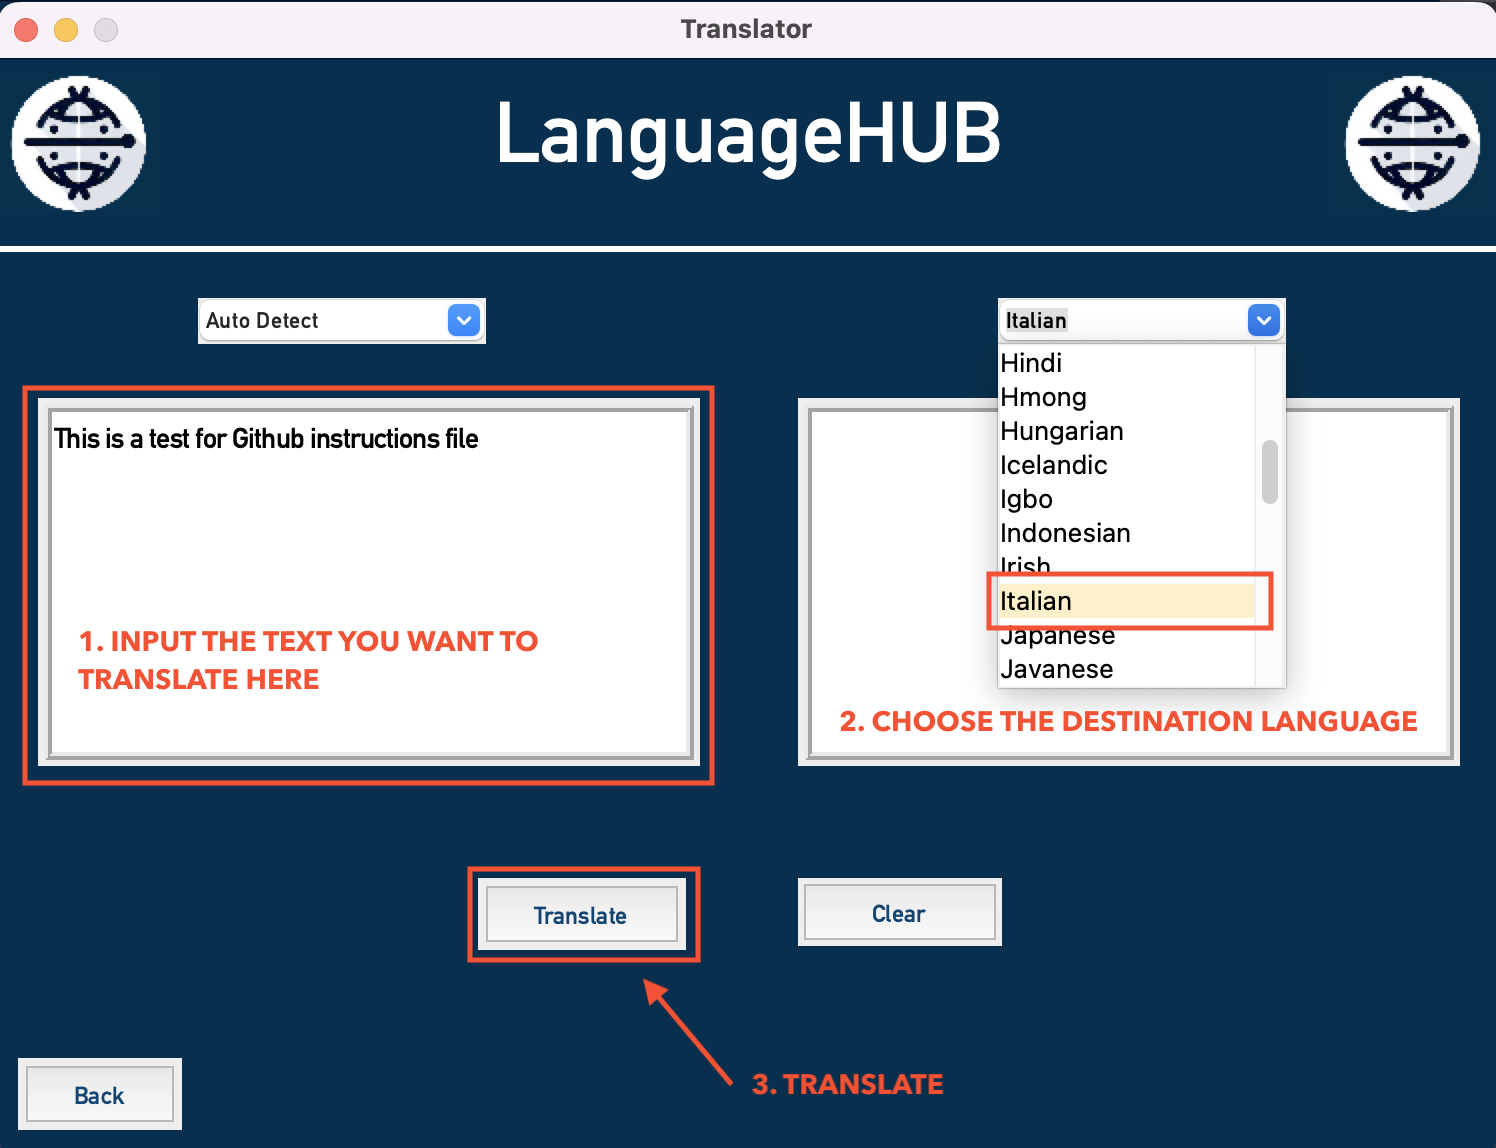 Translator
LanguageHUB
Auto Detect
Italian
This is a test for Github instructions file
1. INPUT THE TEXT YOU WANT TO
TRANSLATE HERE
Hindi
Hmong
Hungarian
Icelandic
Igbo
Indonesian
Irish
Italian
Japanese
Javanese
2. CHOOSE THE DESTINATION LANGUAGE
Translate
Clear
3. TRANSLATE
Back